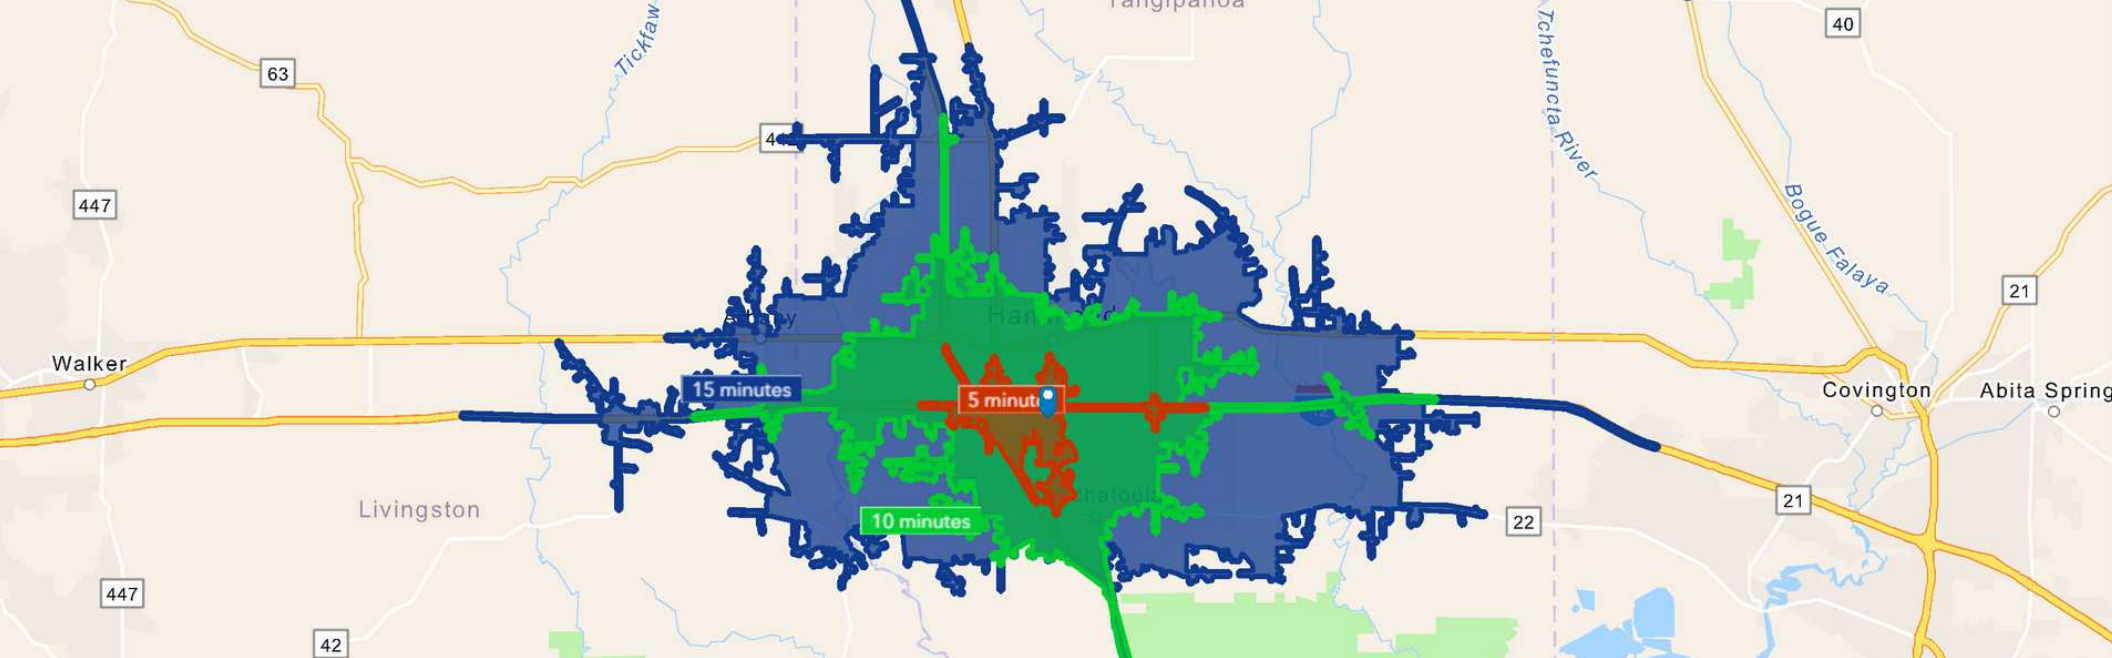 Tangipahoa
40
Tickfaw
63
Tchefuncta River
447
Bogue Falaya
21
Walker
15 minutes
5 minute
Covington
Abita Spring
10 minutes
Livingston
22
21
447
42